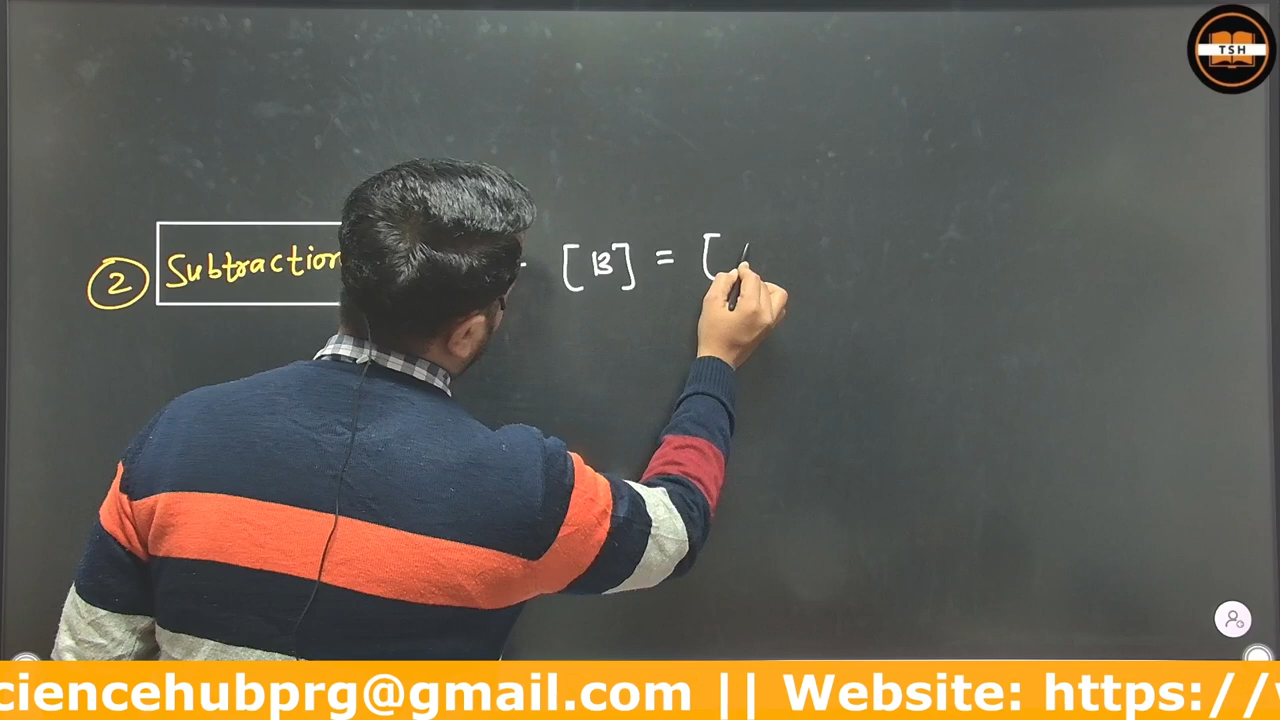 TSH
② Subtraction - [B] = [
ciencehubprg@gmail.com || Website: https://